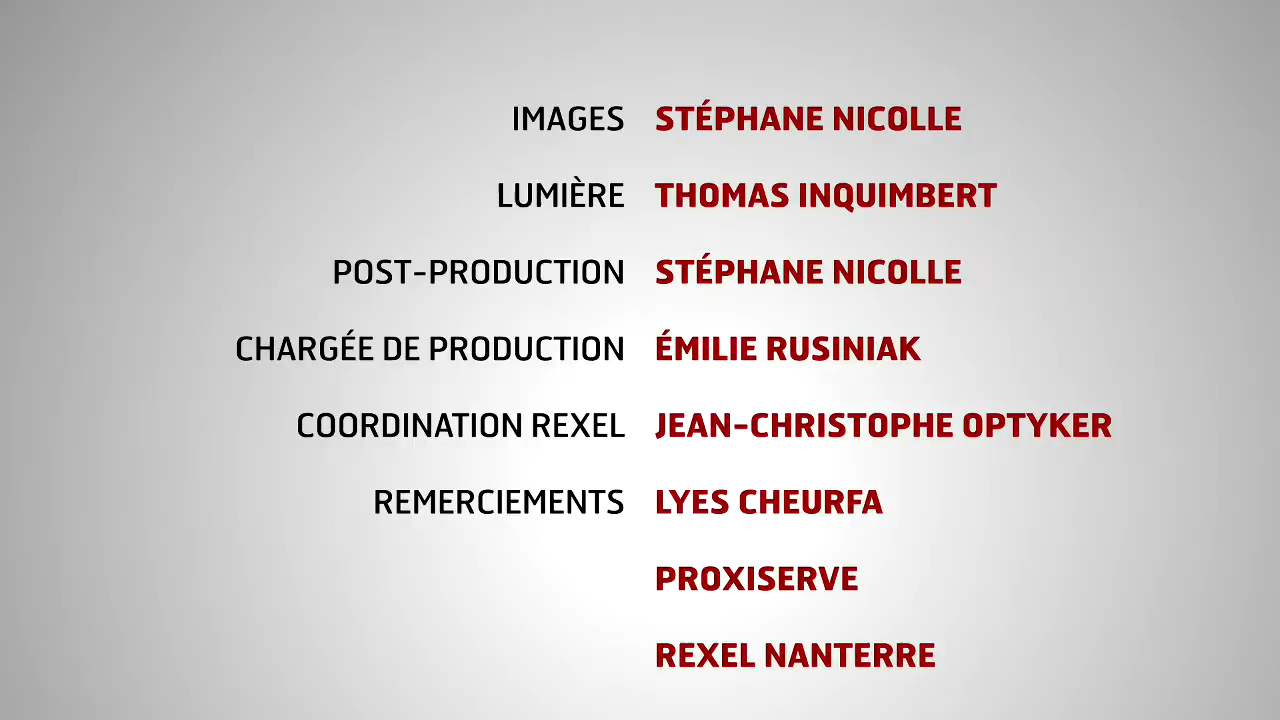 IMAGES STÉPHANE NICOLLE
LUMIÈRE THOMAS INQUIMBERT
POST-PRODUCTION STÉPHANE NICOLLE
CHARGÉE DE PRODUCTION ÉMILIE RUSINIAK
COORDINATION REXEL JEAN-CHRISTOPHE OPTYKER
REMERCIEMENTS LYES CHEURFA
PROXISERVE
REXEL NANTERRE